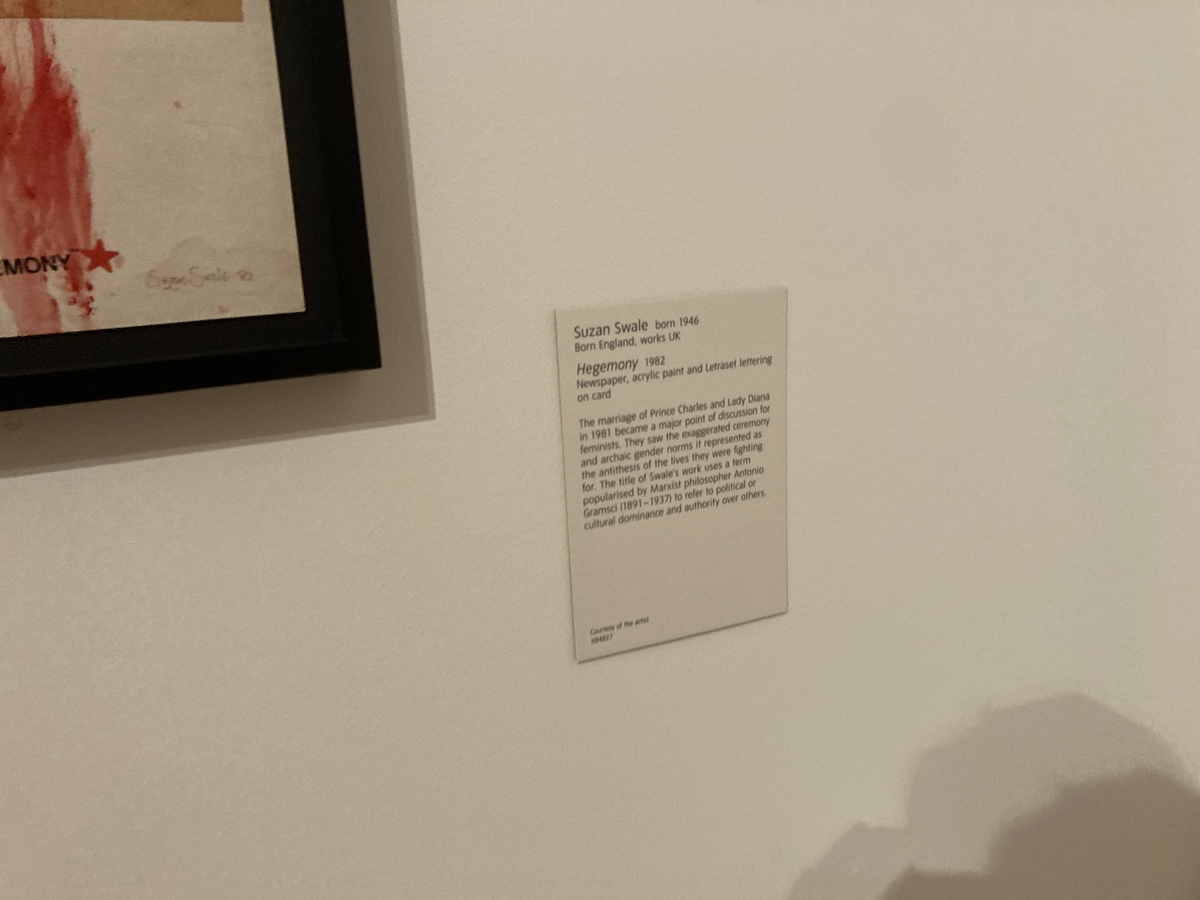 EMONY
Suzan Swale 82
Suzan Swale born 1946
Born England, works UK
Hegemony 1982
Newspaper, acrylic paint and Letraset lettering
on card
The marriage of Prince Charles and Lady Diana
in 1981 became a major point of discussion for
feminists. They saw the exaggerated ceremony
and archaic gender norms it represented as
the antithesis of the lives they were fighting
for. The title of Swale's work uses a term
popularised by Marxist philosopher Antonio
Gramsci (1891–1937) to refer to political or
cultural dominance and authority over others.
Courtesy of the artist
X84827